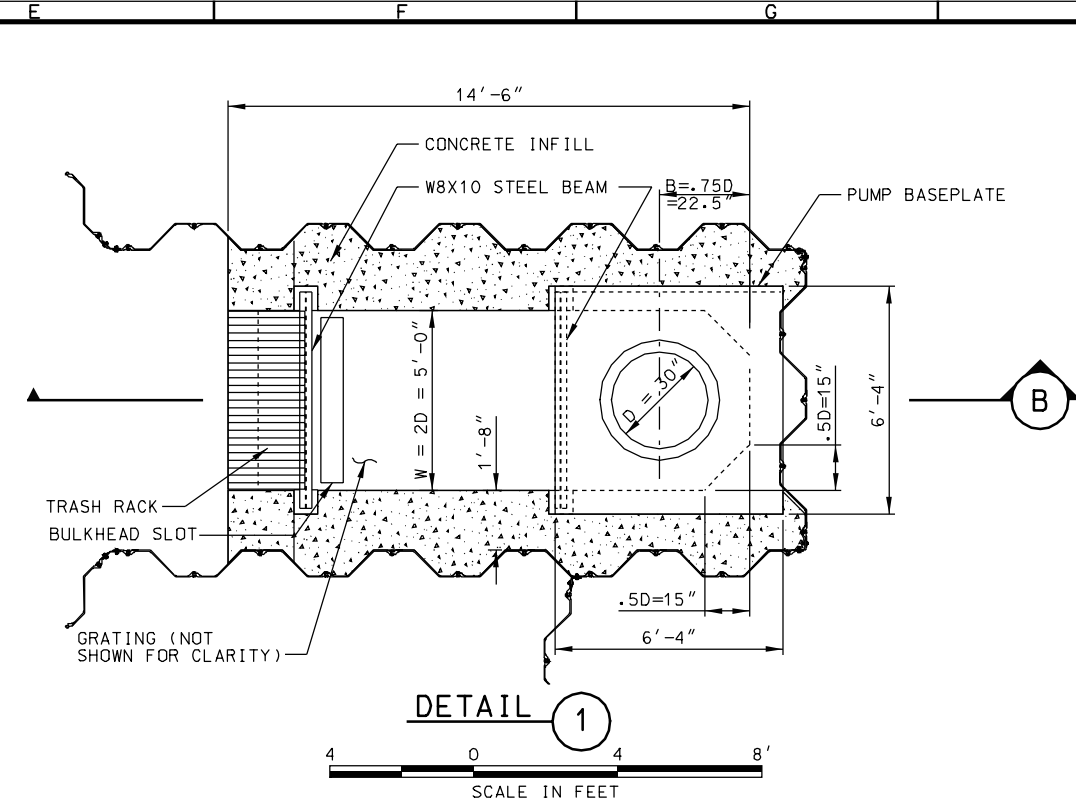 E F G
14'-6"
CONCRETE INFILL
W8X10 STEEL BEAM
B=.75D
=22.5"
PUMP BASEPLATE
W = 2D = 5'-0"
1'-8"
D = 30"
.5D=15"
6'-4"
B
TRASH RACK
BULKHEAD SLOT
.5D=15"
GRATING (NOT
SHOWN FOR CLARITY)
6'-4"
DETAIL 1
4 0 4 8'
SCALE IN FEET